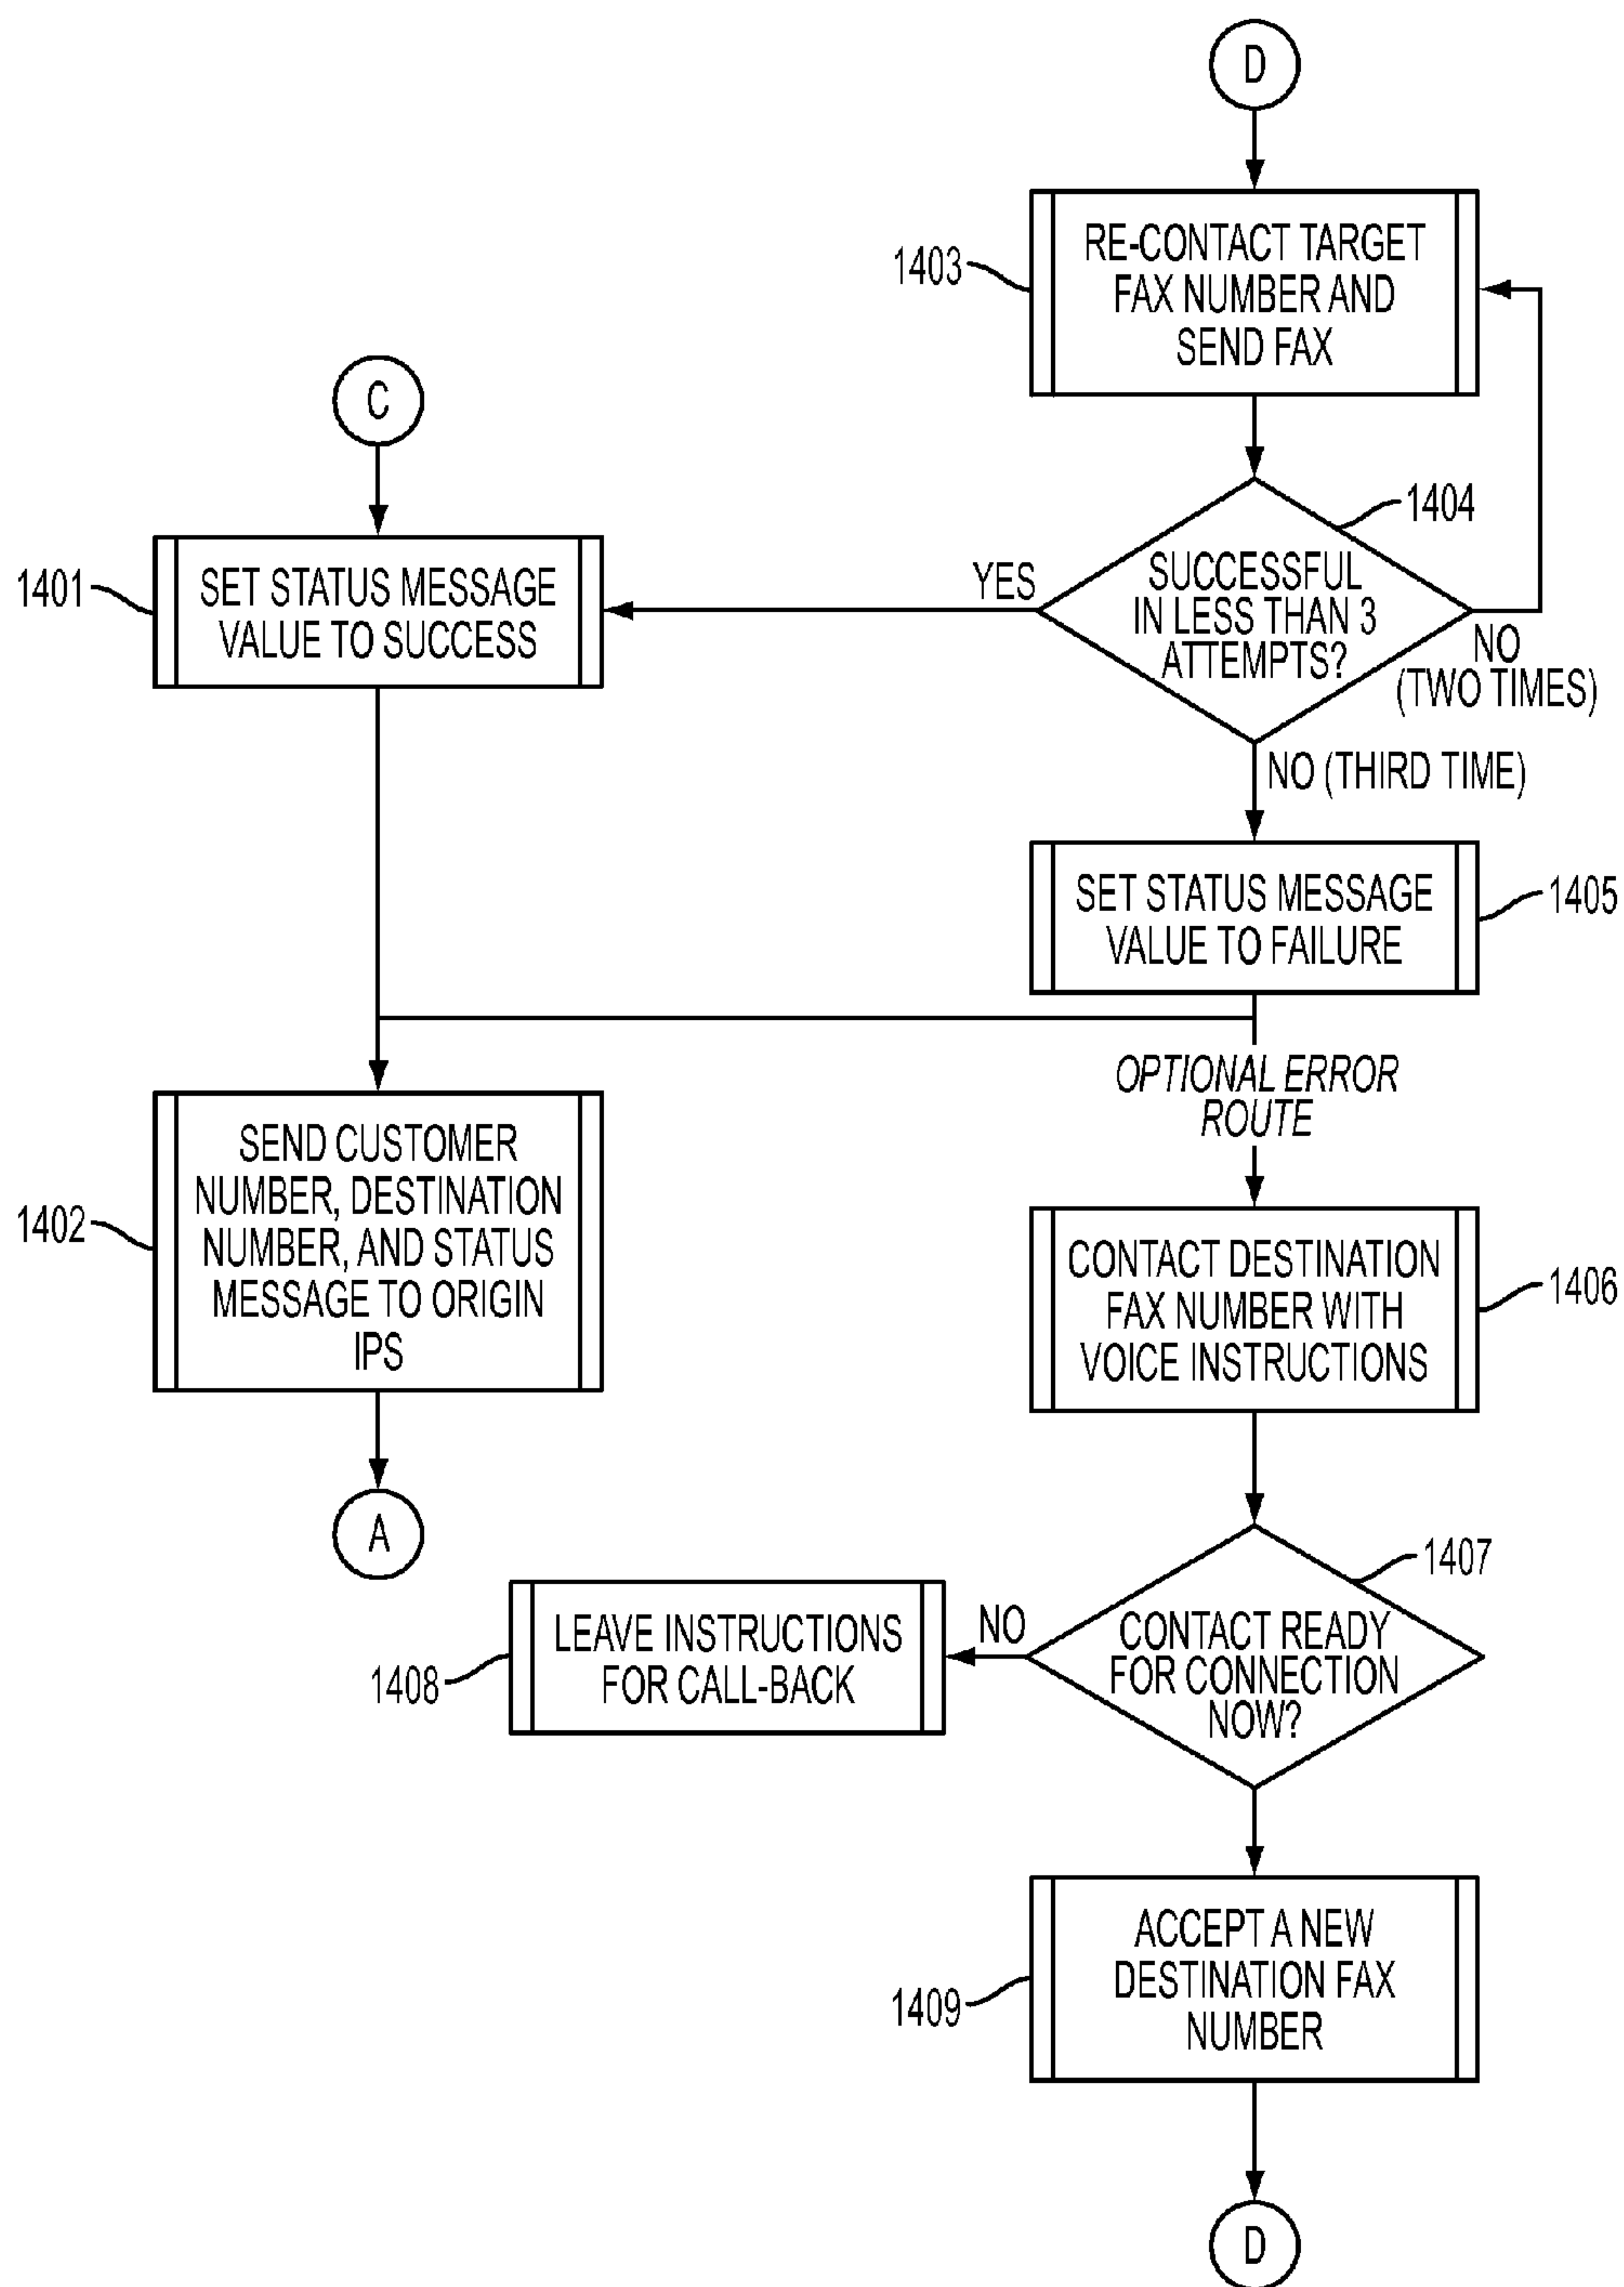 D
RE-CONTACT TARGET
FAX NUMBER AND
SEND FAX
1403
C
1404
SUCCESSFUL
IN LESS THAN 3
ATTEMPTS?
YES
NO
(TWO TIMES)
1401
SET STATUS MESSAGE
VALUE TO SUCCESS
NO (THIRD TIME)
SET STATUS MESSAGE
VALUE TO FAILURE
1405
OPTIONAL ERROR
ROUTE
SEND CUSTOMER
NUMBER, DESTINATION
NUMBER, AND STATUS
MESSAGE TO ORIGIN
IPS
1402
CONTACT DESTINATION
FAX NUMBER WITH
VOICE INSTRUCTIONS
1406
A
1407
CONTACT READY
FOR CONNECTION
NOW?
NO
LEAVE INSTRUCTIONS
FOR CALL-BACK
1408
ACCEPT A NEW
DESTINATION FAX
NUMBER
1409
D